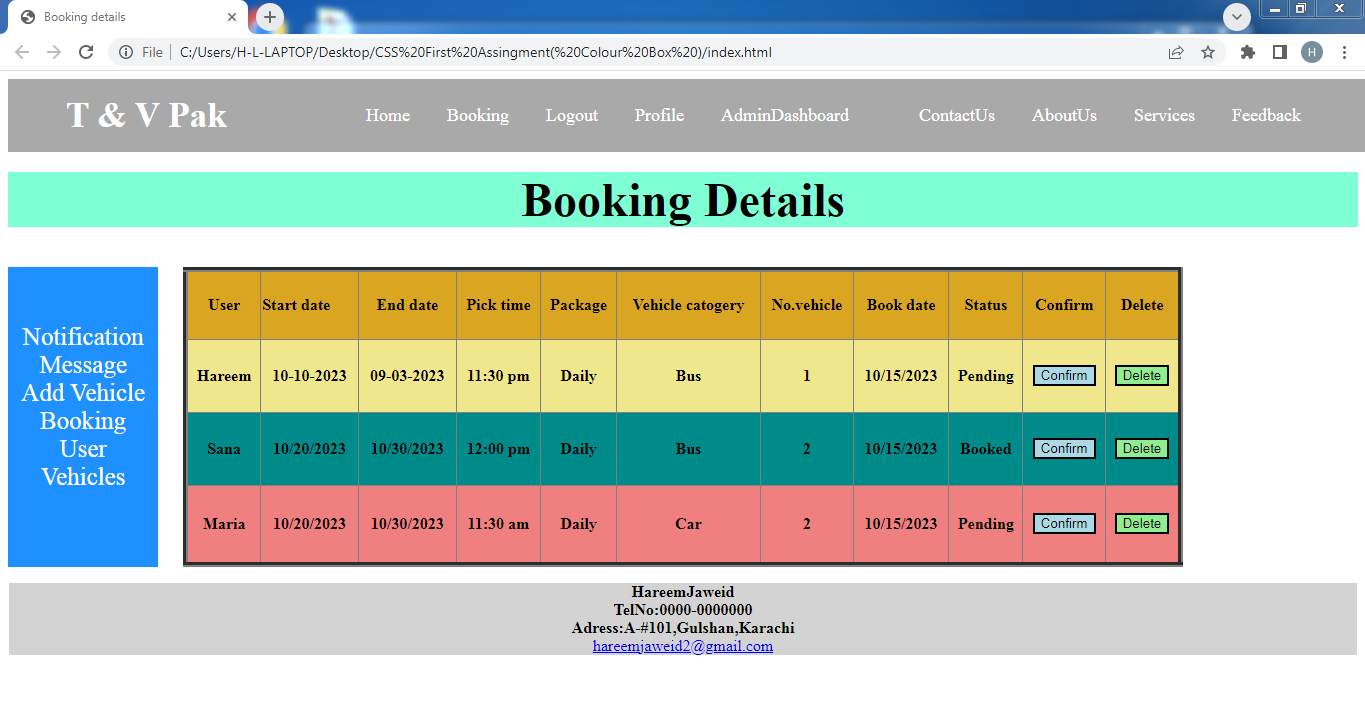 Booking details
File C:/Users/H-L-LAPTOP/Desktop/CSS%20First%20Assingment(%20Colour%20Box%20)/index.html H
T & V Pak Home Booking Logout Profile AdminDashboard ContactUs AboutUs Services Feedback
Booking Details
Notification
Message
Add Vehicle
Booking
User
Vehicles
User Start date End date Pick time Package Vehicle catogery No.vehicle Book date Status Confirm Delete
Hareem 10-10-2023 09-03-2023 11:30 pm Daily Bus 1 10/15/2023 Pending Confirm Delete
Sana 10/20/2023 10/30/2023 12:00 pm Daily Bus 2 10/15/2023 Booked Confirm Delete
Maria 10/20/2023 10/30/2023 11:30 am Daily Car 2 10/15/2023 Pending Confirm Delete
HareemJaweid
TelNo:0000-0000000
Adress:A-#101,Gulshan,Karachi
hareemjaweid2@gmail.com